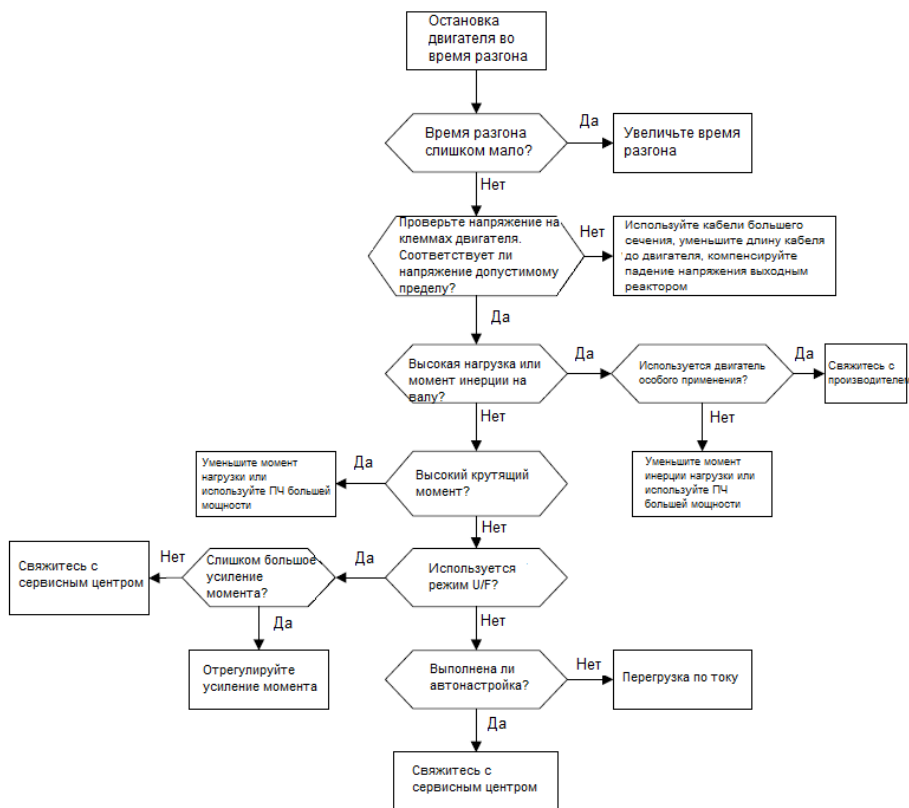 Остановка
двигателя во
время разгона
Время разгона
слишком мало?
Да
Увеличьте время
разгона
Нет
Проверьте напряжение на
клеммах двигателя.
Соответствует ли
напряжение допустимому
пределу?
Нет
Используйте кабели большего
сечения, уменьшите длину кабеля
до двигателя, компенсируйте
падение напряжения выходным
реактором
Да
Высокая нагрузка или
момент инерции на
валу?
Да
Используется двигатель
особого применения?
Да
Свяжитесь с
производителем
Нет
Нет
Уменьшите момент
нагрузки или
используйте ПЧ большей
мощности
Да
Высокий крутящий
момент?
Уменьшите момент
инерции нагрузки или
используйте ПЧ
большей мощности
Нет
Свяжитесь с
сервисным центром
Нет
Слишком большое
усиление
момента?
Да
Используется
режим U/F?
Да
Нет
Отрегулируйте
усиление момента
Выполнена ли
автонастройка?
Нет
Перегрузка по току
Да
Свяжитесь с
сервисным центром